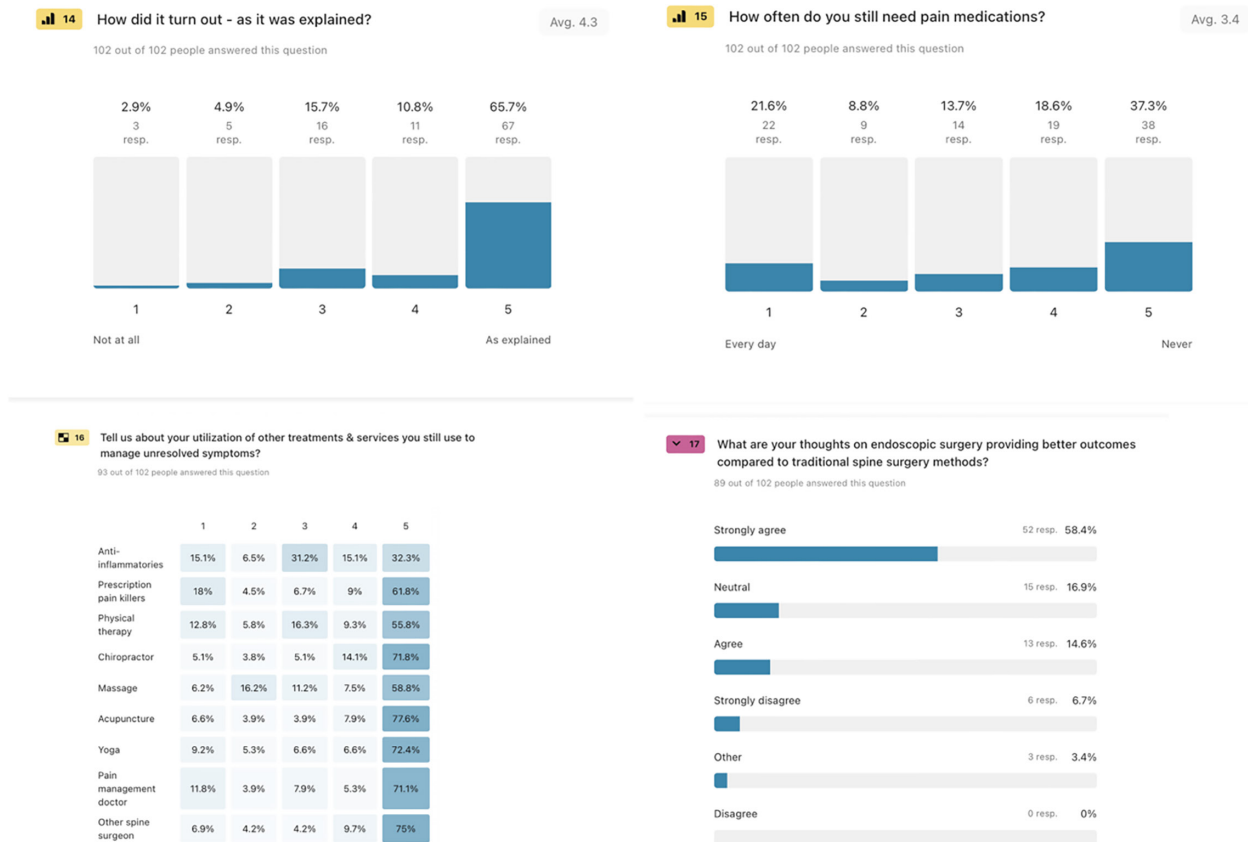 14 How did it turn out - as it was explained? Avg. 4.3
102 out of 102 people answered this question
2.9% 4.9% 15.7% 10.8% 65.7%
3 5 16 11 67
resp. resp. resp. resp. resp.
1 2 3 4 5
Not at all As explained
15 How often do you still need pain medications? Avg. 3.4
102 out of 102 people answered this question
21.6% 8.8% 13.7% 18.6% 37.3%
22 9 14 19 38
resp. resp. resp. resp. resp.
1 2 3 4 5
Every day Never
16 Tell us about your utilization of other treatments & services you still use to
manage unresolved symptoms?
93 out of 102 people answered this question
1 2 3 4 5
Anti-
inflammatories 15.1% 6.5% 31.2% 15.1% 32.3%
Prescription
pain killers 18% 4.5% 6.7% 9% 61.8%
Physical
therapy 12.8% 5.8% 16.3% 9.3% 55.8%
Chiropractor 5.1% 3.8% 5.1% 14.1% 71.8%
Massage 6.2% 16.2% 11.2% 7.5% 58.8%
Acupuncture 6.6% 3.9% 3.9% 7.9% 77.6%
Yoga 9.2% 5.3% 6.6% 6.6% 72.4%
Pain
management 11.8% 3.9% 7.9% 5.3% 71.1%
doctor
Other spine
surgeon 6.9% 4.2% 4.2% 9.7% 75%
17 What are your thoughts on endoscopic surgery providing better outcomes
compared to traditional spine surgery methods?
89 out of 102 people answered this question
Strongly agree 52 resp. 58.4%
Neutral 15 resp. 16.9%
Agree 13 resp. 14.6%
Strongly disagree 6 resp. 6.7%
Other 3 resp. 3.4%
Disagree 0 resp. 0%